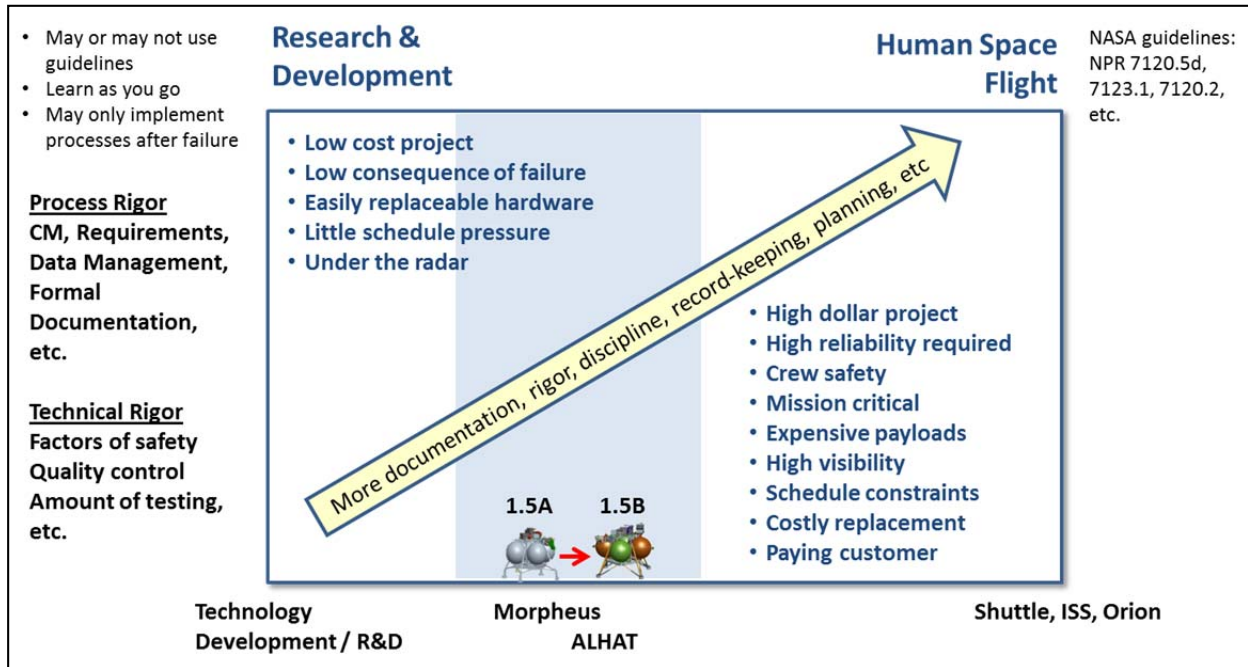 • May or may not use
guidelines
• Learn as you go
• May only implement
processes after failure
Research &
Development
Human Space
Flight
NASA guidelines:
NPR 7120.5d,
7123.1, 7120.2,
etc.
Process Rigor
CM, Requirements,
Data Management,
Formal
Documentation,
etc.
Technical Rigor
Factors of safety
Quality control
Amount of testing,
etc.
• Low cost project
• Low consequence of failure
• Easily replaceable hardware
• Little schedule pressure
• Under the radar
More documentation, rigor, discipline, record-keeping, planning, etc
• High dollar project
• High reliability required
• Crew safety
• Mission critical
• Expensive payloads
• High visibility
• Schedule constraints
• Costly replacement
• Paying customer
1.5A
1.5B
Technology
Development / R&D
Morpheus
ALHAT
Shuttle, ISS, Orion